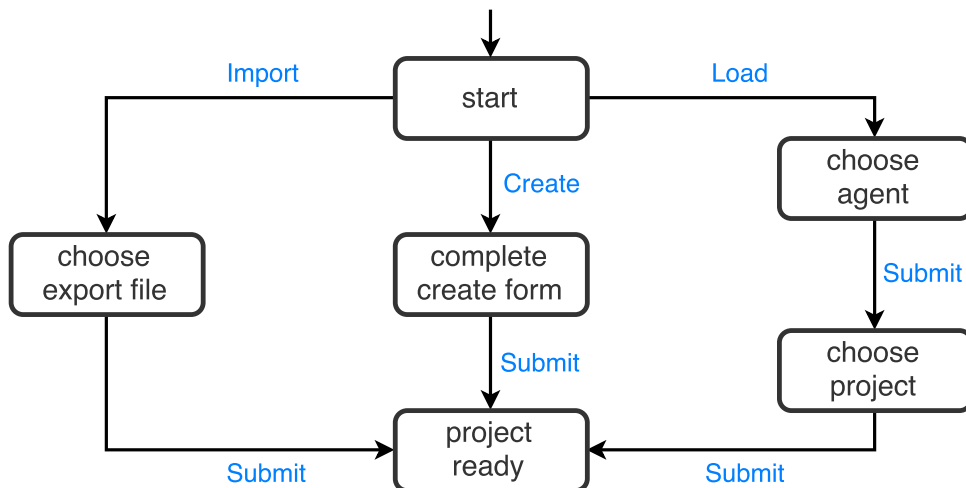 Import
start
Load
Create
choose
agent
choose
export file
complete
create form
Submit
Submit
choose
project
project
ready
Submit
Submit